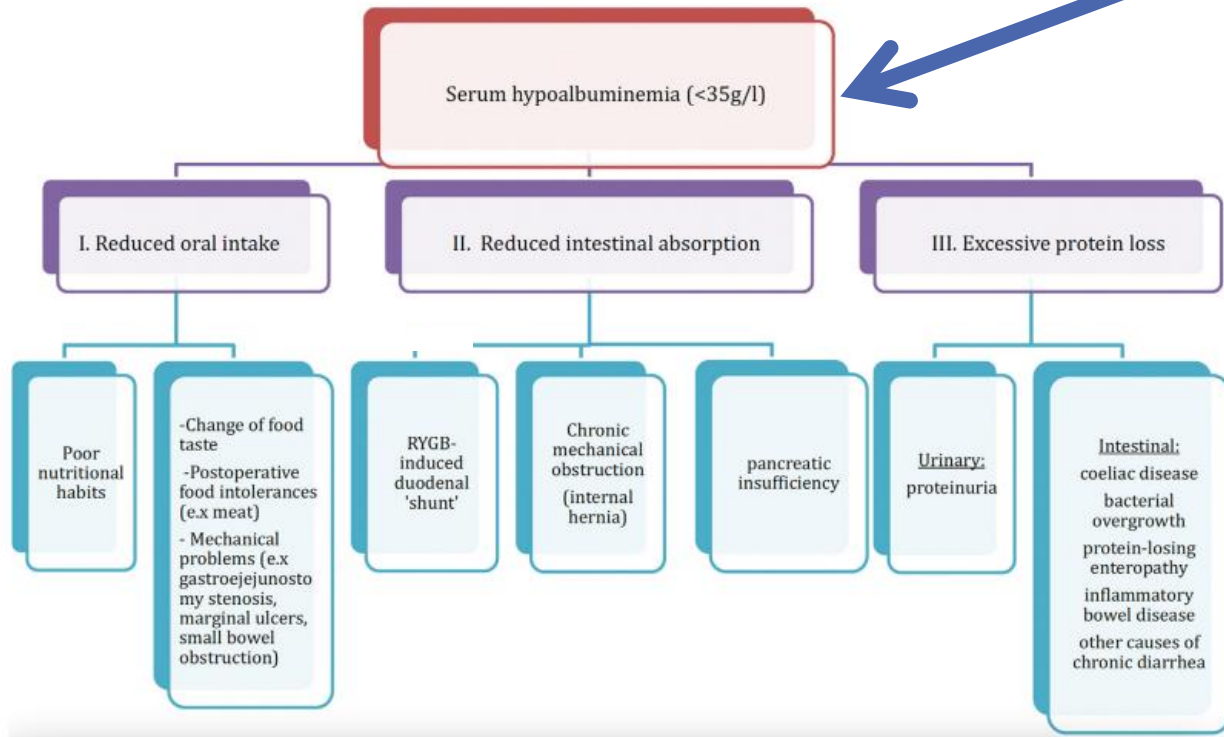 Serum hypoalbuminemia (<35g/l)
I. Reduced oral intake
II. Reduced intestinal absorption
III. Excessive protein loss
Poor
nutritional
habits
-Change of food
taste
-Postoperative
food intolerances
(e.x meat)
- Mechanical
problems (e.x
gastroejejunosto
my stenosis,
marginal ulcers,
small bowel
obstruction)
RYGB-
induced
duodenal
'shunt'
Chronic
mechanical
obstruction
(internal
hernia)
pancreatic
insufficiency
Urinary:
proteinuria
Intestinal:
coeliac disease
bacterial
overgrowth
protein-losing
enteropathy
inflammatory
bowel disease
other causes of
chronic diarrhea